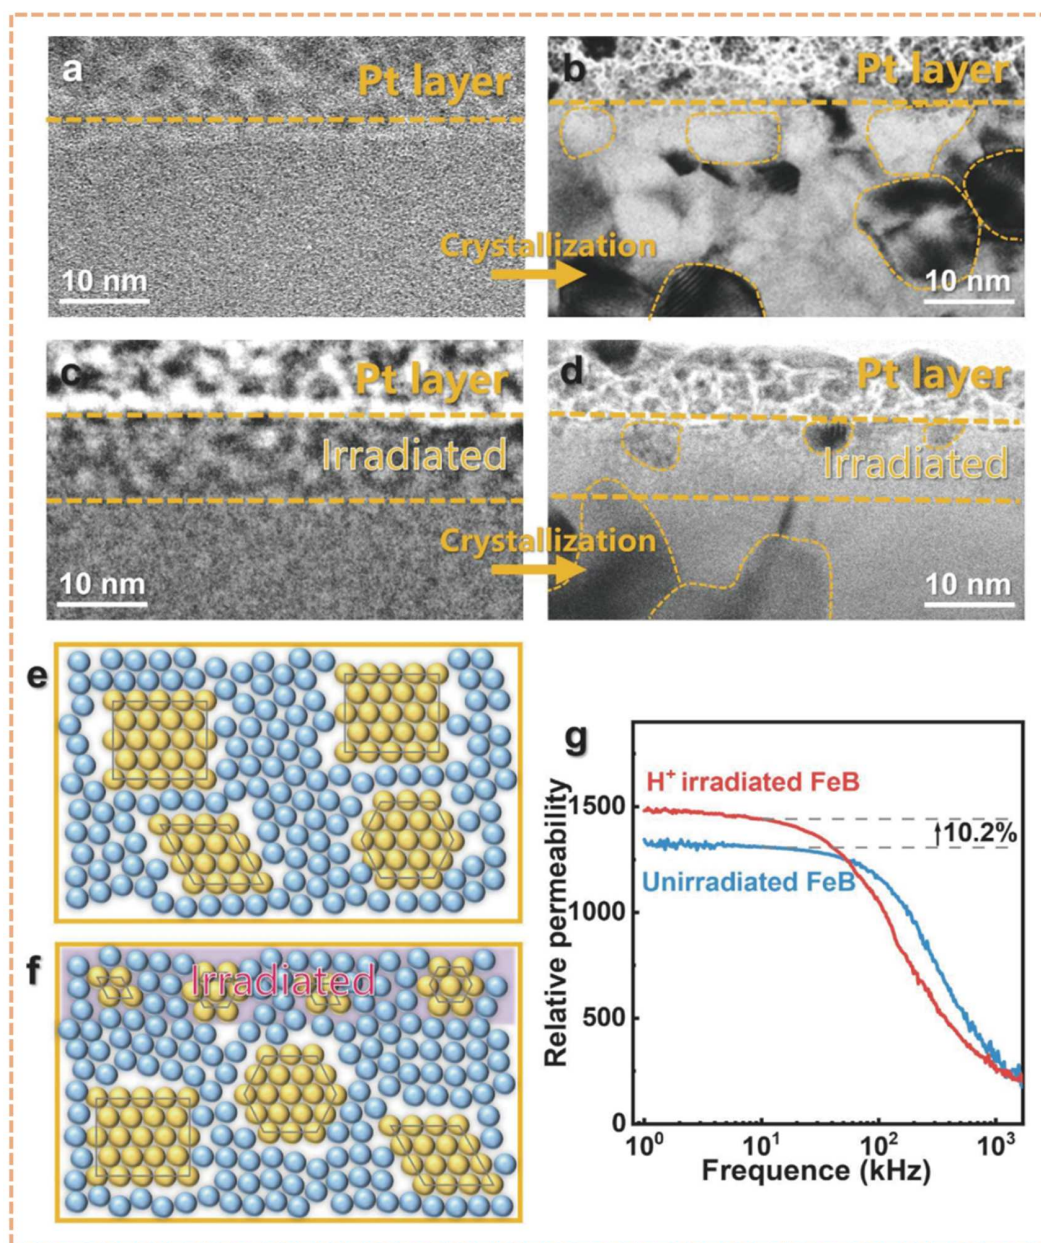 a
Pt layer
10 nm
b
Pt layer
10 nm
Crystallization
c
Pt layer
Irradiated
10 nm
d
Pt layer
Irradiated
10 nm
Crystallization
e
f
Irradiated
g
H⁺ irradiated FeB
Unirradiated FeB
10.2%
Relative permeability
1500
1000
500
0
10⁰ 10¹ 10² 10³
Frequence (kHz)